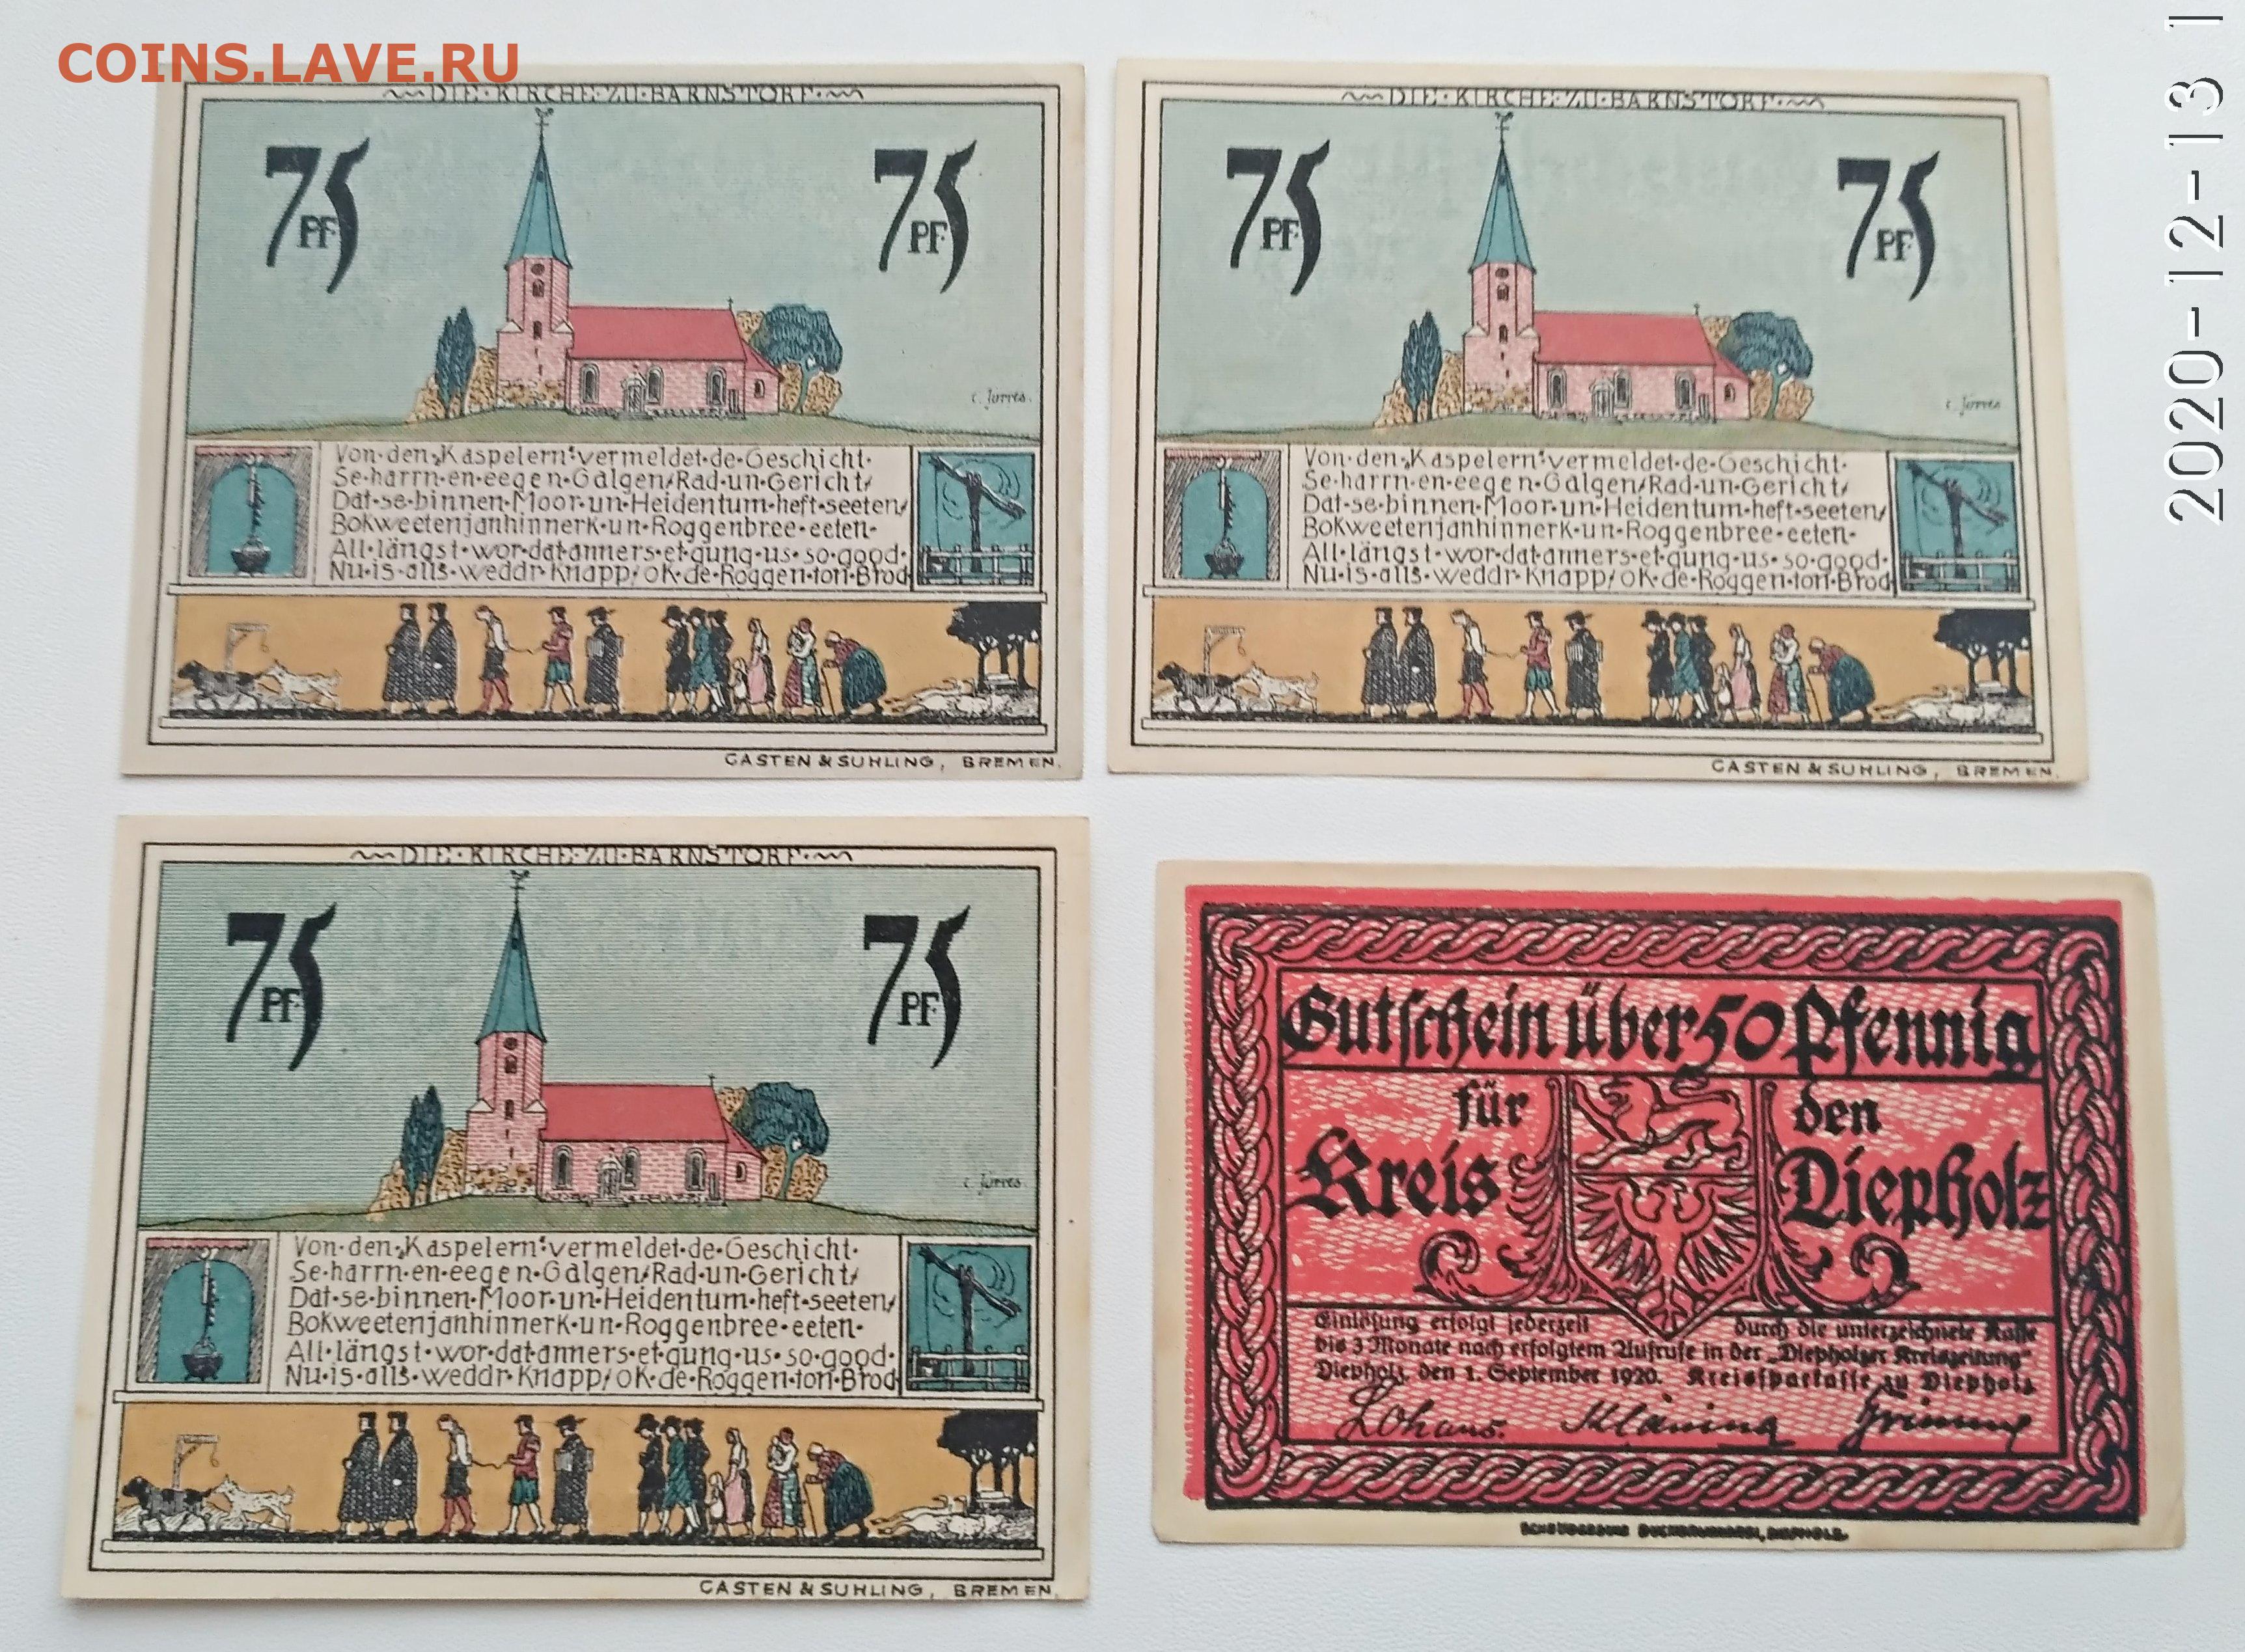 COINS.LAVE.RU
DIE·KIRCHE·ZU·BARNSTORF·
75 PF 75 PF
C. Jörres.
Von·den„Kaspelern“vermeldet·de·Geschicht·
Se·harrn·en·eegen·Galgen/Rad·un·Gericht/
Dat·se·binnen·Moor·un·Heidentum·heft·seeten/
Bokweetenjanhinnerk·un·Roggenbree·eeten·
All·längst·wor·dat·anners·et·gung·us·so·good·
Nu·is·alls·weddr·Knapp/ok·de·Roggen·ton·Brod
GASTEN & SUHLING, BREMEN.
DIE·KIRCHE·ZU·BARNSTORF·
75 PF 75 PF
C. Jörres
Von·den„Kaspelern“vermeldet·de·Geschicht·
Se·harrn·en·eegen·Galgen/Rad·un·Gericht/
Dat·se·binnen·Moor·un·Heidentum·heft·seeten/
Bokweetenjanhinnerk·un·Roggenbree·eeten·
All·längst·wor·dat·anners·et·gung·us·so·good·
Nu·is·alls·weddr·Knapp/ok·de·Roggen·ton·Brod
GASTEN & SUHLING, BREMEN.
2020-12-13 1
DIE·KIRCHE·ZU·BARNSTORF·
75 PF 75 PF
C. Jörres
Von·den„Kaspelern“vermeldet·de·Geschicht·
Se·harrn·en·eegen·Galgen/Rad·un·Gericht/
Dat·se·binnen·Moor·un·Heidentum·heft·seeten/
Bokweetenjanhinnerk·un·Roggenbree·eeten·
All·längst·wor·dat·anners·et·gung·us·so·good·
Nu·is·alls·weddr·Knapp/ok·de·Roggen·ton·Brod
GASTEN & SUHLING, BREMEN.
Gutschein über 50 Pfennig
für den
Kreis Diepholz
Einlösung erfolgt jederzeit durch die unterzeichnete Kasse
bis 3 Monate nach erfolgtem Aufrufe in der „Diepholzer Kreiszeitung“
Diepholz, den 1. September 1920. Kreissparkasse zu Diepholz
Lohaus.
BUCHDRUCKEREI, DIEPHOLZ.